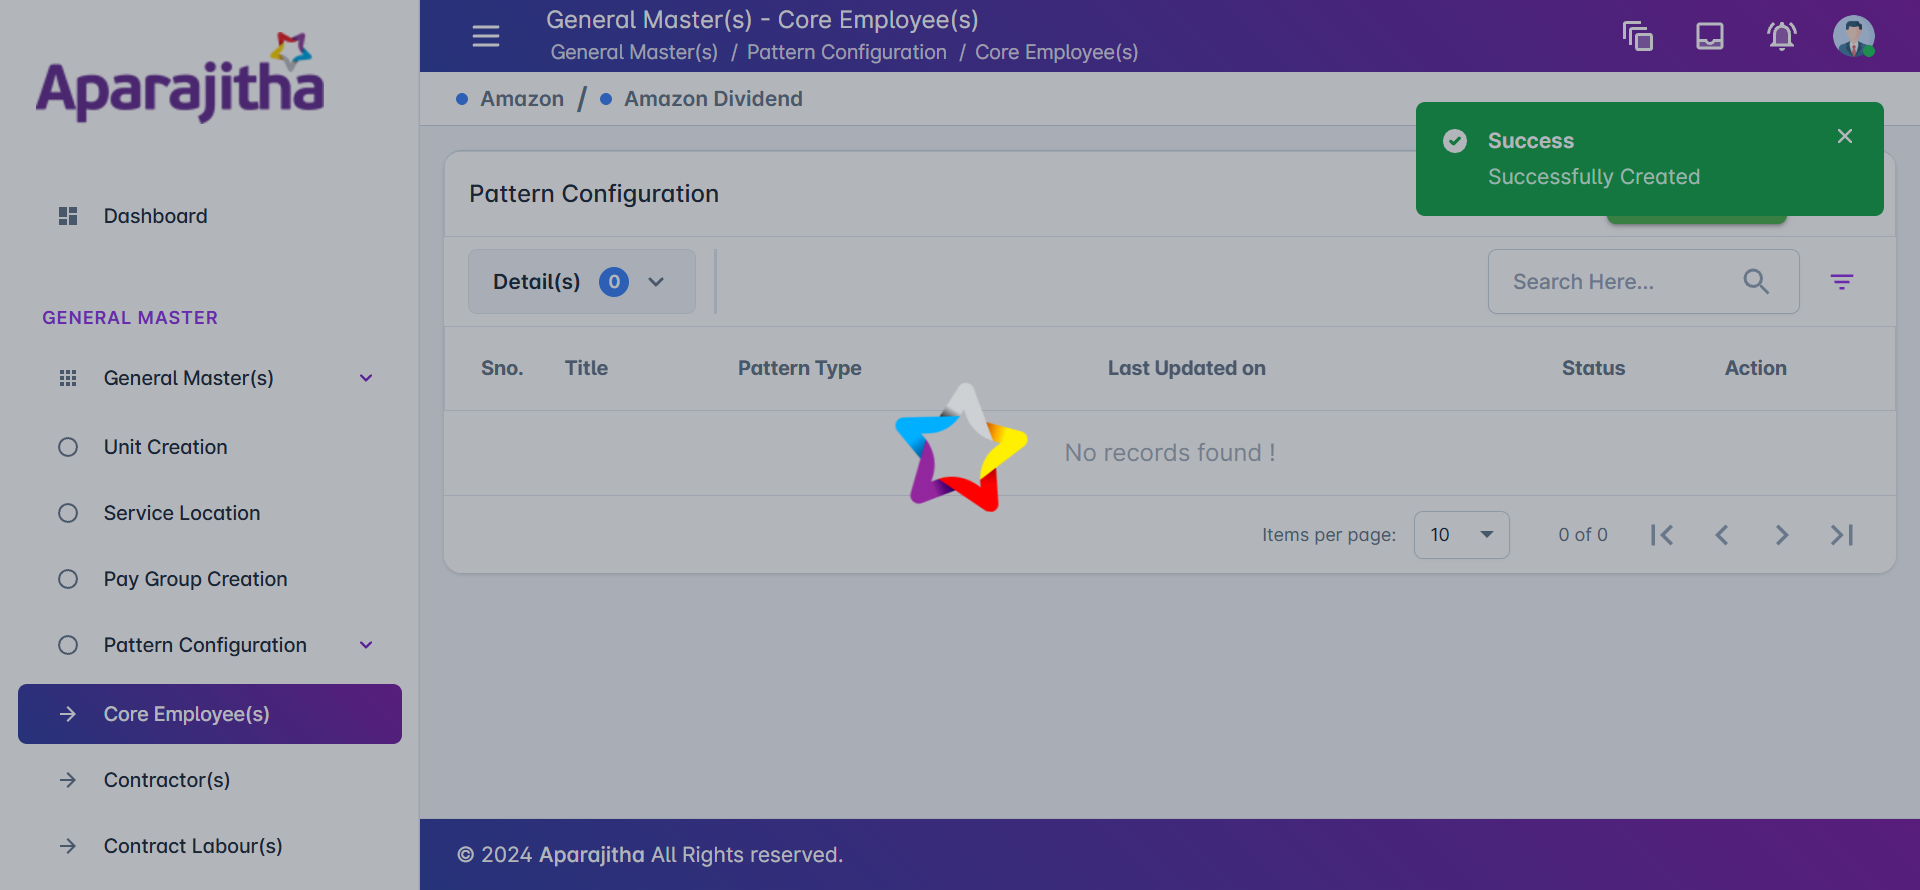 Aparajitha
Dashboard
GENERAL MASTER
General Master(s)
Unit Creation
Service Location
Pay Group Creation
Pattern Configuration
Core Employee(s)
Contractor(s)
Contract Labour(s)
General Master(s) - Core Employee(s)
General Master(s) / Pattern Configuration / Core Employee(s)
Amazon / Amazon Dividend
Success
Successfully Created
Pattern Configuration
Detail(s) 0
Search Here...
Sno. Title Pattern Type Last Updated on Status Action
No records found !
Items per page: 10 0 of 0
© 2024 Aparajitha All Rights reserved.